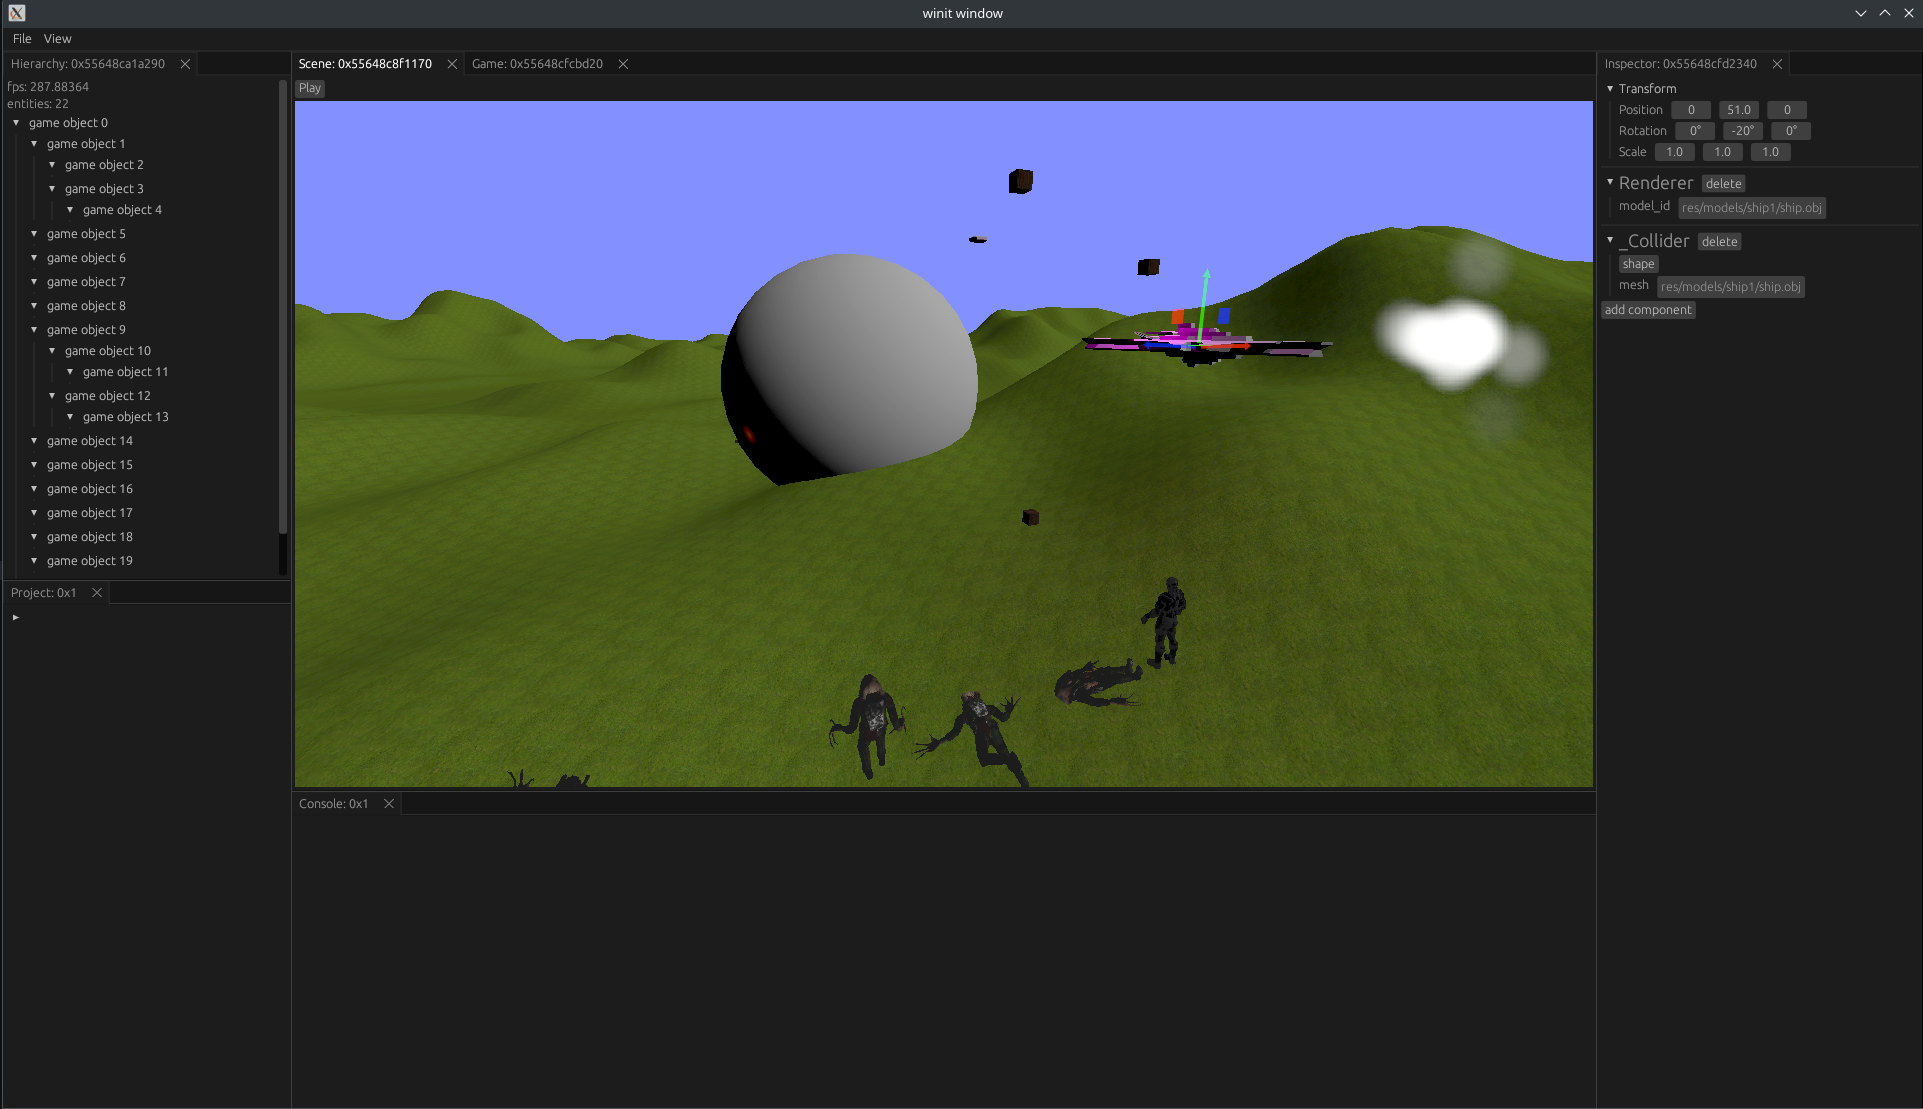 winit window
File View
Hierarchy: 0x55648ca1a290
fps: 287.88364
entities: 22
game object 0
game object 1
game object 2
game object 3
game object 4
game object 5
game object 6
game object 7
game object 8
game object 9
game object 10
game object 11
game object 12
game object 13
game object 14
game object 15
game object 16
game object 17
game object 18
game object 19
Project: 0x1
Scene: 0x55648c8f1170 Game: 0x55648cfcbd20
Play
Console: 0x1
Inspector: 0x55648cfd2340
Transform
Position 0 51.0 0
Rotation 0° -20° 0°
Scale 1.0 1.0 1.0
Renderer delete
model_id res/models/ship1/ship.obj
_Collider delete
shape
mesh res/models/ship1/ship.obj
add component